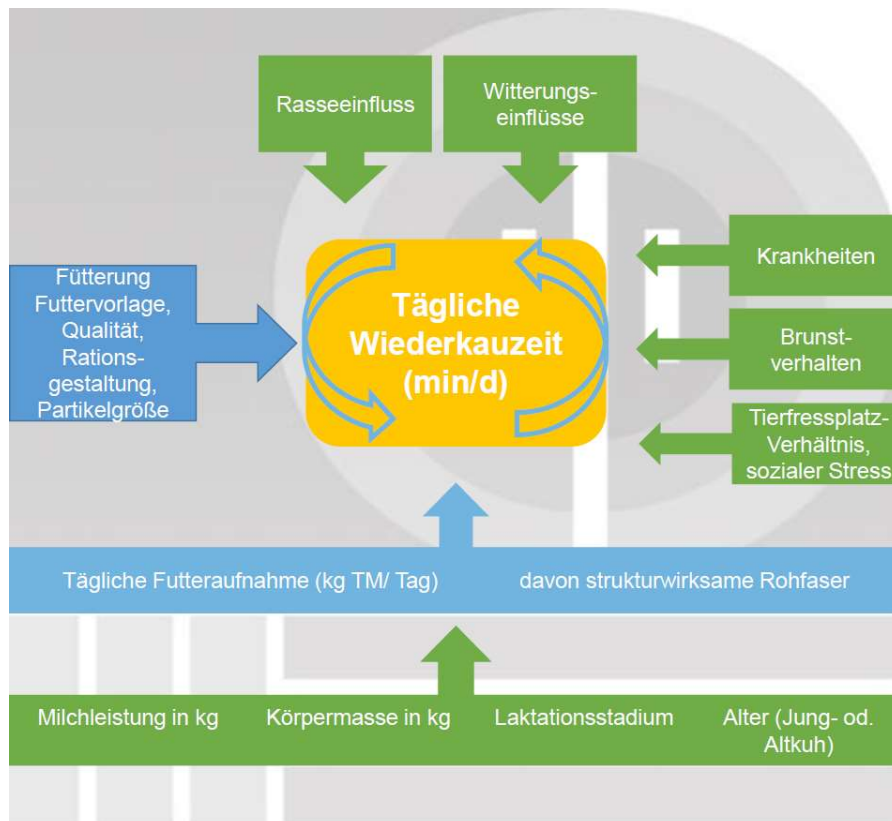 Rasseeinfluss
Witterungs-
einflüsse
Krankheiten
Fütterung
Futtervorlage,
Qualität,
Rations-
gestaltung,
Partikelgröße
Tägliche
Wiederkauzeit
(min/d)
Brunst-
verhalten
Tierfressplatz-
Verhältnis,
sozialer Stress
Tägliche Futteraufnahme (kg TM/ Tag)
davon strukturwirksame Rohfaser
Milchleistung in kg
Körpermasse in kg
Laktationsstadium
Alter (Jung- od.
Altkuh)